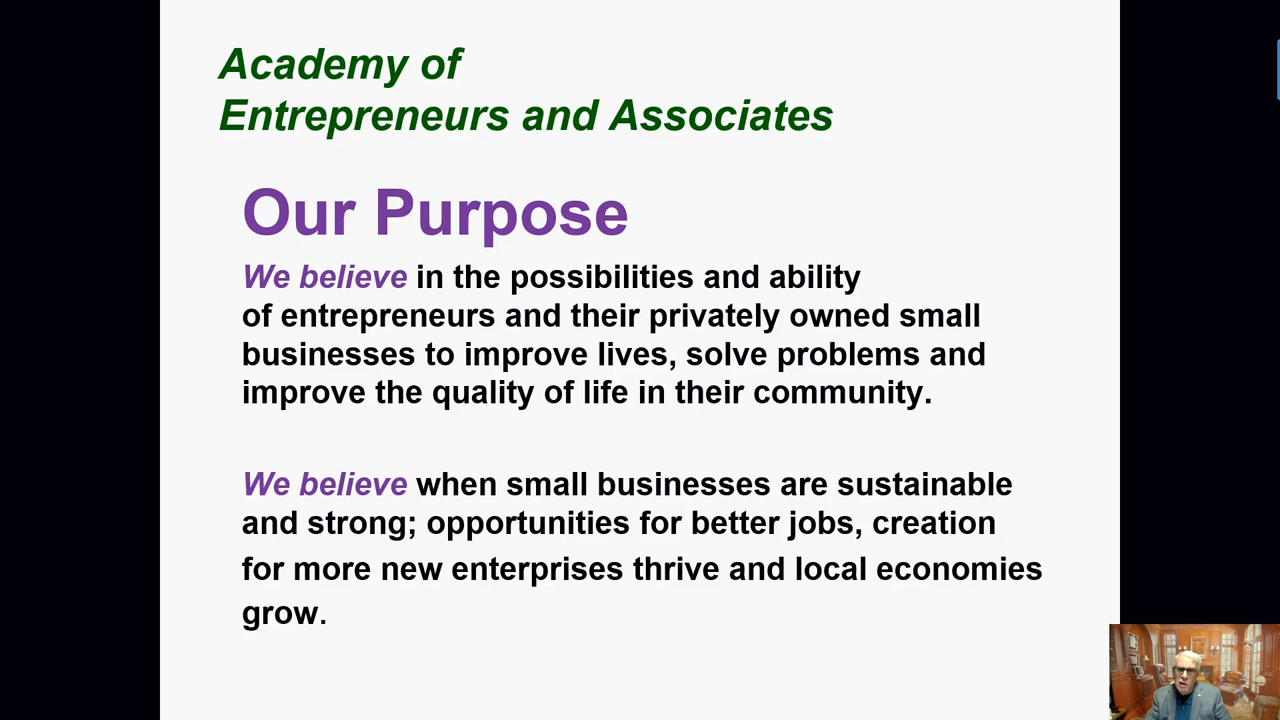 Academy of
Entrepreneurs and Associates
Our Purpose
We believe in the possibilities and ability
of entrepreneurs and their privately owned small
businesses to improve lives, solve problems and
improve the quality of life in their community.
We believe when small businesses are sustainable
and strong; opportunities for better jobs, creation
for more new enterprises thrive and local economies
grow.